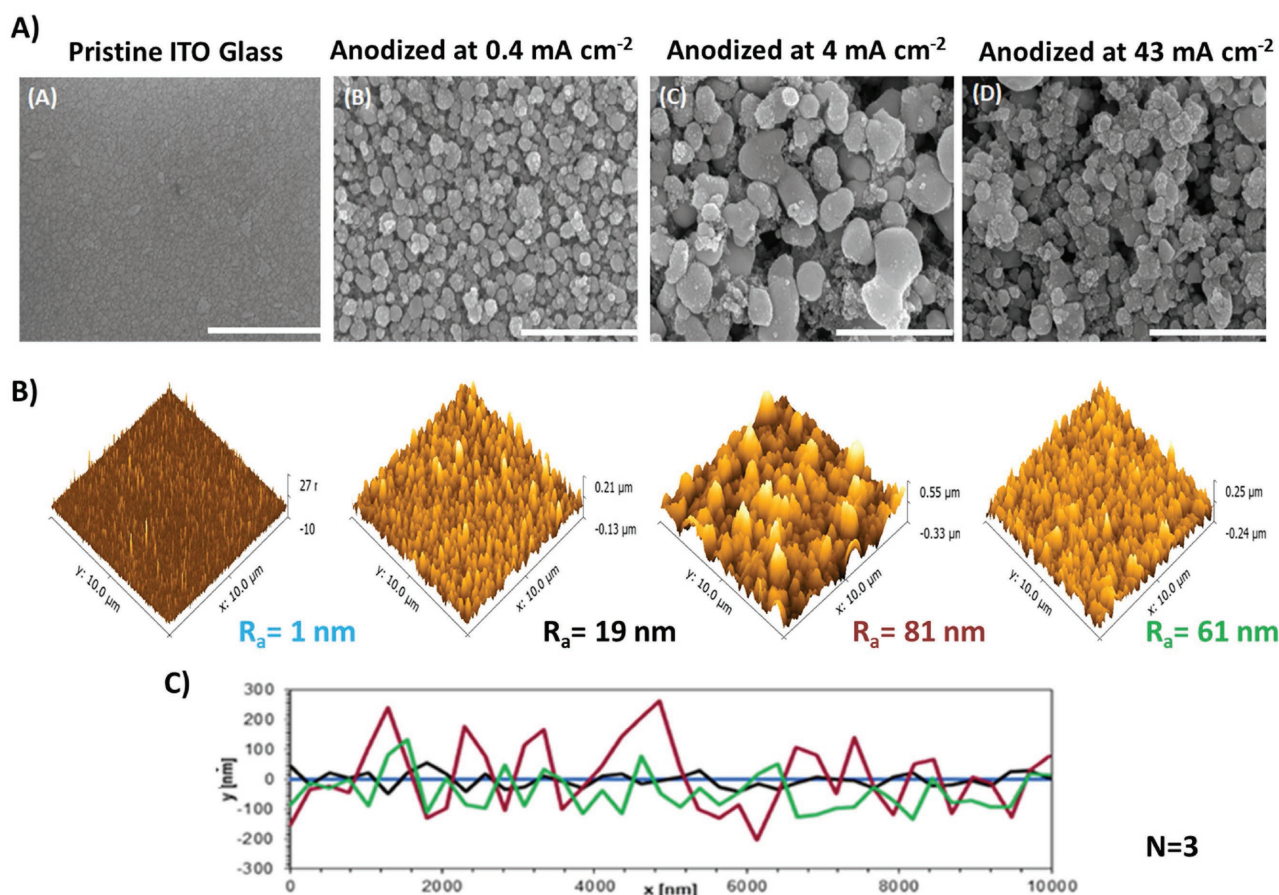 A)
Pristine ITO Glass
Anodized at 0.4 mA cm⁻²
Anodized at 4 mA cm⁻²
Anodized at 43 mA cm⁻²
(A)
(B)
(C)
(D)
B)
27
-10
y: 10.0 µm
x: 10.0 µm
Rₐ= 1 nm
0.21 µm
-0.13 µm
y: 10.0 µm
x: 10.0 µm
Rₐ= 19 nm
0.55 µm
-0.33 µm
y: 10.0 µm
x: 10.0 µm
Rₐ= 81 nm
0.25 µm
-0.24 µm
y: 10.0 µm
x: 10.0 µm
Rₐ= 61 nm
C)
300
200
100
0
-100
-200
-300
y [nm]
0
2000
4000
6000
8000
10000
x [nm]
N=3